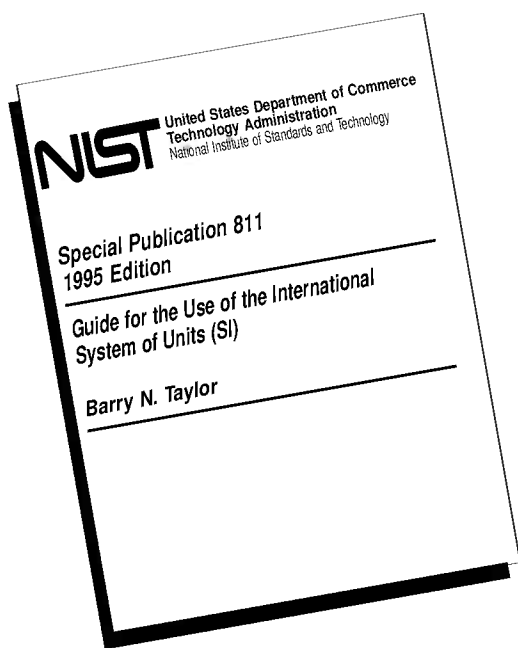 NIST
United States Department of Commerce
Technology Administration
National Institute of Standards and Technology
Special Publication 811
1995 Edition
Guide for the Use of the International
System of Units (SI)
Barry N. Taylor